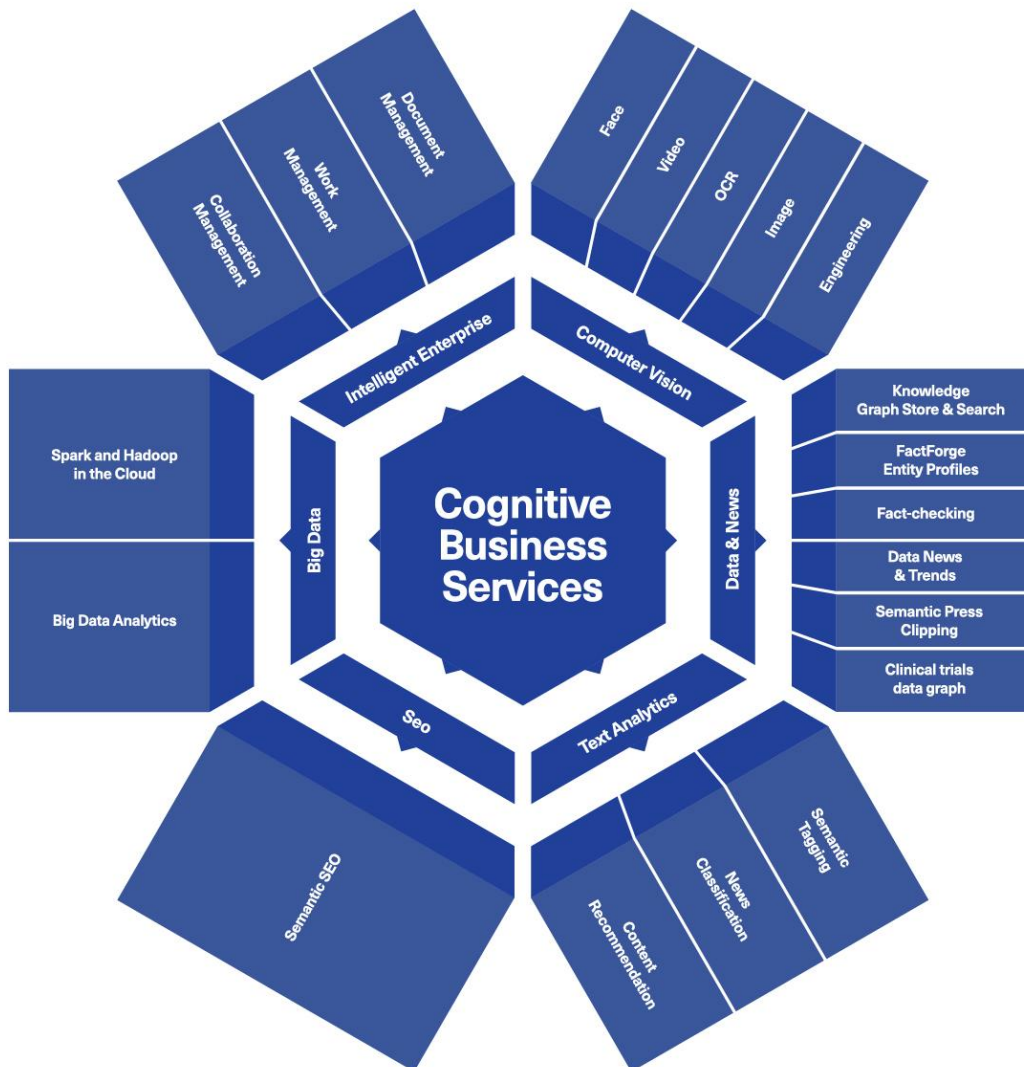 Cognitive
Business
Services
Intelligent Enterprise
Collaboration
Management
Work
Management
Document
Management
Computer Vision
Face
Video
OCR
Image
Engineering
Data & News
Knowledge
Graph Store & Search
FactForge
Entity Profiles
Fact-checking
Data News
& Trends
Semantic Press
Clipping
Clinical trials
data graph
Text Analytics
Semantic
Tagging
News
Classification
Content
Recommendation
Seo
Semantic SEO
Big Data
Spark and Hadoop
in the Cloud
Big Data Analytics